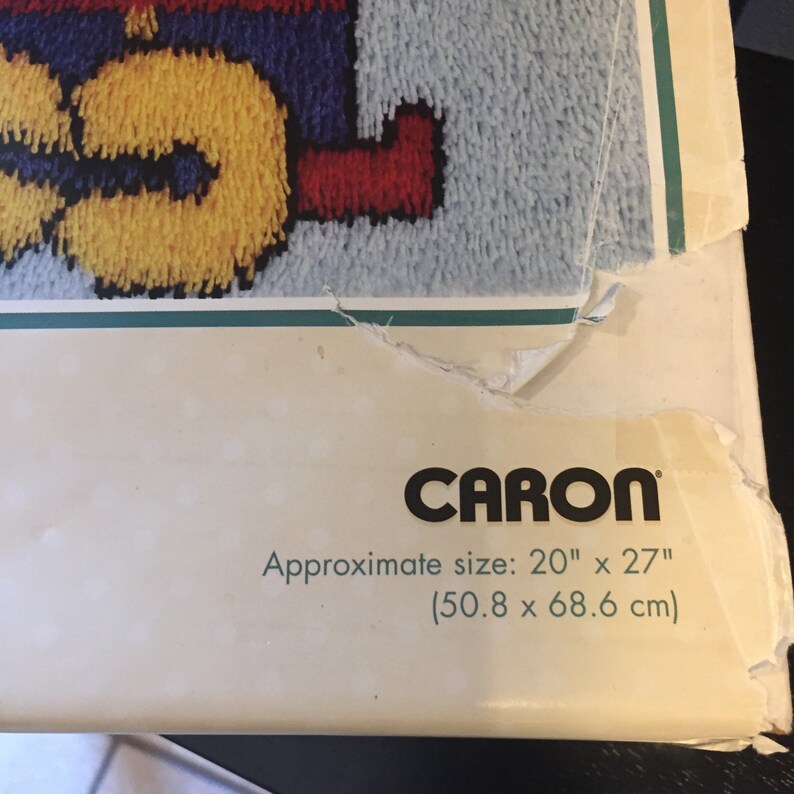 CARON®
Approximate size: 20" x 27"
(50.8 x 68.6 cm)